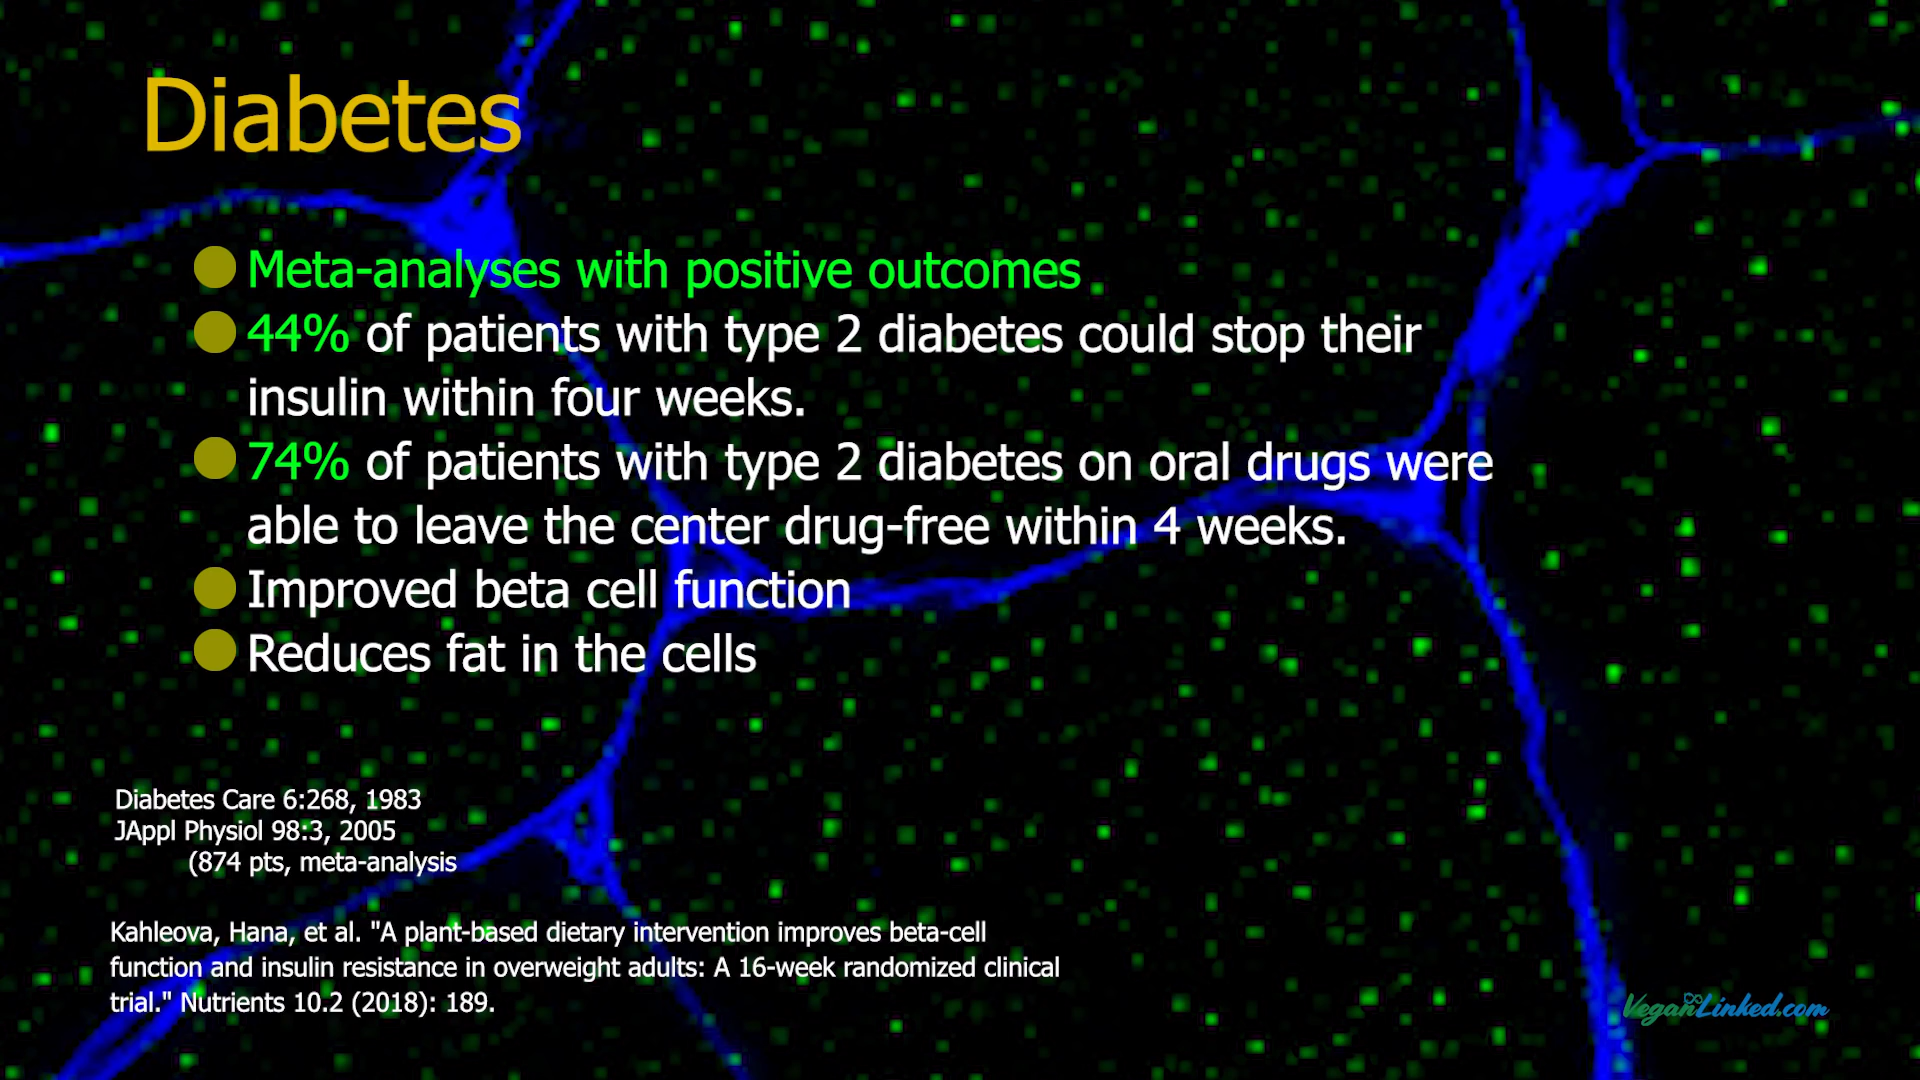 Diabetes
Meta-analyses with positive outcomes
44% of patients with type 2 diabetes could stop their
insulin within four weeks.
74% of patients with type 2 diabetes on oral drugs were
able to leave the center drug-free within 4 weeks.
Improved beta cell function
Reduces fat in the cells
Diabetes Care 6:268, 1983
JAppl Physiol 98:3, 2005
(874 pts, meta-analysis
Kahleova, Hana, et al. "A plant-based dietary intervention improves beta-cell
function and insulin resistance in overweight adults: A 16-week randomized clinical
trial." Nutrients 10.2 (2018): 189.
VeganLinked.com